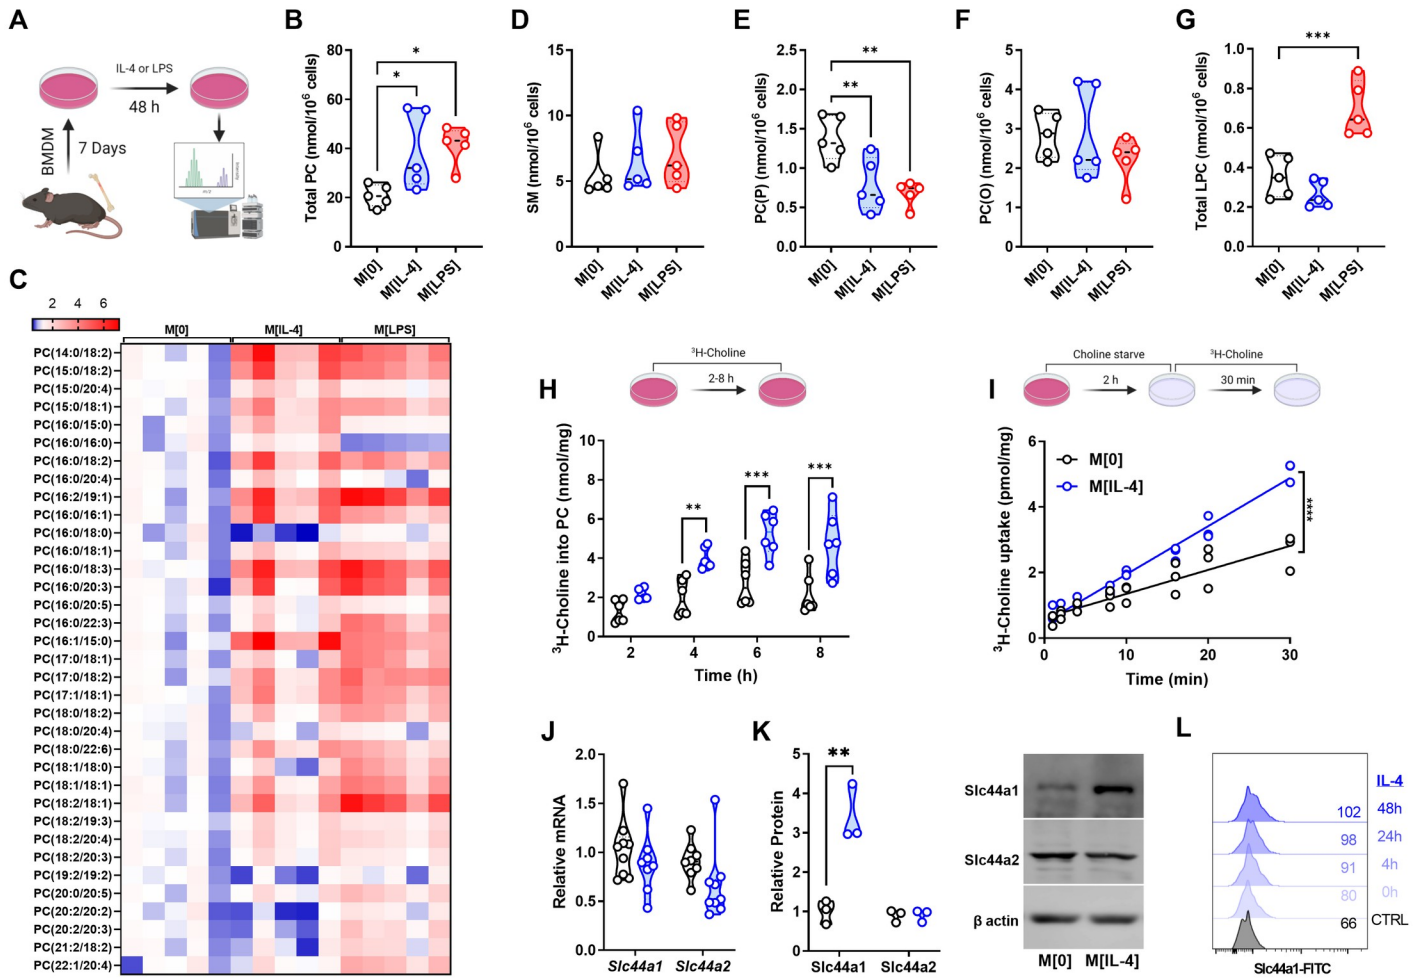 A
IL-4 or LPS
48 h
BMDM
7 Days
B
Total PC (nmol/10⁶ cells)
80
60
40
20
0
*
*
M[0]
M[IL-4]
M[LPS]
D
SM (nmol/10⁶ cells)
15
10
5
0
M[0]
M[IL-4]
M[LPS]
E
PC(P) (nmol/10⁶ cells)
2.5
2.0
1.5
1.0
0.5
0.0
**
**
M[0]
M[IL-4]
M[LPS]
F
PC(O) (nmol/10⁶ cells)
5
4
3
2
1
0
M[0]
M[IL-4]
M[LPS]
G
Total LPC (nmol/10⁶ cells)
1.0
0.8
0.6
0.4
0.2
0.0
***
M[0]
M[IL-4]
M[LPS]
C
2 4 6
M[0] M[IL-4] M[LPS]
PC(14:0/18:2)
PC(15:0/18:2)
PC(15:0/20:4)
PC(15:0/18:1)
PC(16:0/15:0)
PC(16:0/16:0)
PC(16:0/18:2)
PC(16:0/20:4)
PC(16:2/19:1)
PC(16:0/16:1)
PC(16:0/18:0)
PC(16:0/18:1)
PC(16:0/18:3)
PC(16:0/20:3)
PC(16:0/20:5)
PC(16:0/22:3)
PC(16:1/15:0)
PC(17:0/18:1)
PC(17:0/18:2)
PC(17:1/18:1)
PC(18:0/18:2)
PC(18:0/20:4)
PC(18:0/22:6)
PC(18:1/18:0)
PC(18:1/18:1)
PC(18:2/18:1)
PC(18:2/19:3)
PC(18:2/20:4)
PC(18:2/20:3)
PC(19:2/19:2)
PC(20:0/20:5)
PC(20:2/20:2)
PC(20:2/20:3)
PC(21:2/18:2)
PC(22:1/20:4)
H
³H-Choline
2-8 h
³H-Choline into PC (nmol/mg)
10
8
6
4
2
0
**
***
***
2 4 6 8
Time (h)
I
Choline starve
2 h
³H-Choline
30 min
³H-Choline uptake (pmol/mg)
6
4
2
0
M[0]
M[IL-4]
****
0 10 20 30
Time (min)
J
Relative mRNA
2.0
1.5
1.0
0.5
0.0
Slc44a1 Slc44a2
K
Relative Protein
5
4
3
2
1
0
**
Slc44a1 Slc44a2
Slc44a1
Slc44a2
β actin
M[0] M[IL-4]
L
IL-4
102 48h
98 24h
91 4h
80 0h
66 CTRL
Slc44a1-FITC